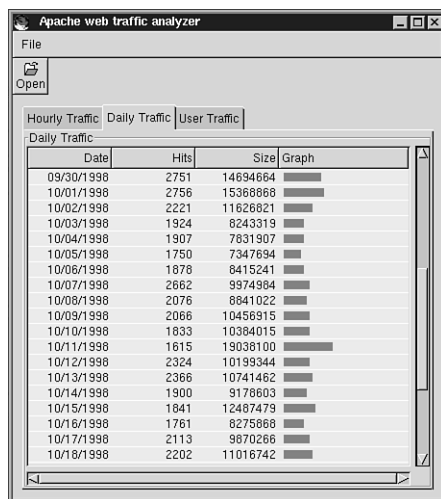 Apache web traffic analyzer
File
Open
Hourly Traffic Daily Traffic User Traffic
Daily Traffic
Date Hits Size Graph
09/30/1998 2751 14694664
10/01/1998 2756 15368868
10/02/1998 2221 11626821
10/03/1998 1924 8243319
10/04/1998 1907 7831907
10/05/1998 1750 7347694
10/06/1998 1878 8415241
10/07/1998 2662 9974984
10/08/1998 2076 8841022
10/09/1998 2066 10456915
10/10/1998 1833 10384015
10/11/1998 1615 19038100
10/12/1998 2324 10199344
10/13/1998 2366 10741462
10/14/1998 1900 9178603
10/15/1998 1841 12487479
10/16/1998 1761 8275868
10/17/1998 2113 9870266
10/18/1998 2202 11016742